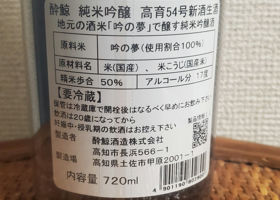 酔鯨 純米吟醸 高育54号新酒生酒
地元の酒米「吟の夢」で醸す純米吟醸酒
原料米 吟の夢(使用割合100%)
原材料 米(国産)、米こうじ(国産米)
精米歩合 50% アルコール分 17度
【要冷蔵】
保管は冷蔵庫で開栓後はなるべく早めにお飲み下さい
飲酒は20歳になってから
妊娠中・授乳期の飲酒はお控え下さい
製造者 酔鯨酒造株式会社
高知市長浜566-1
製造所 高知県土佐市甲原2001-1
内容量 720ml